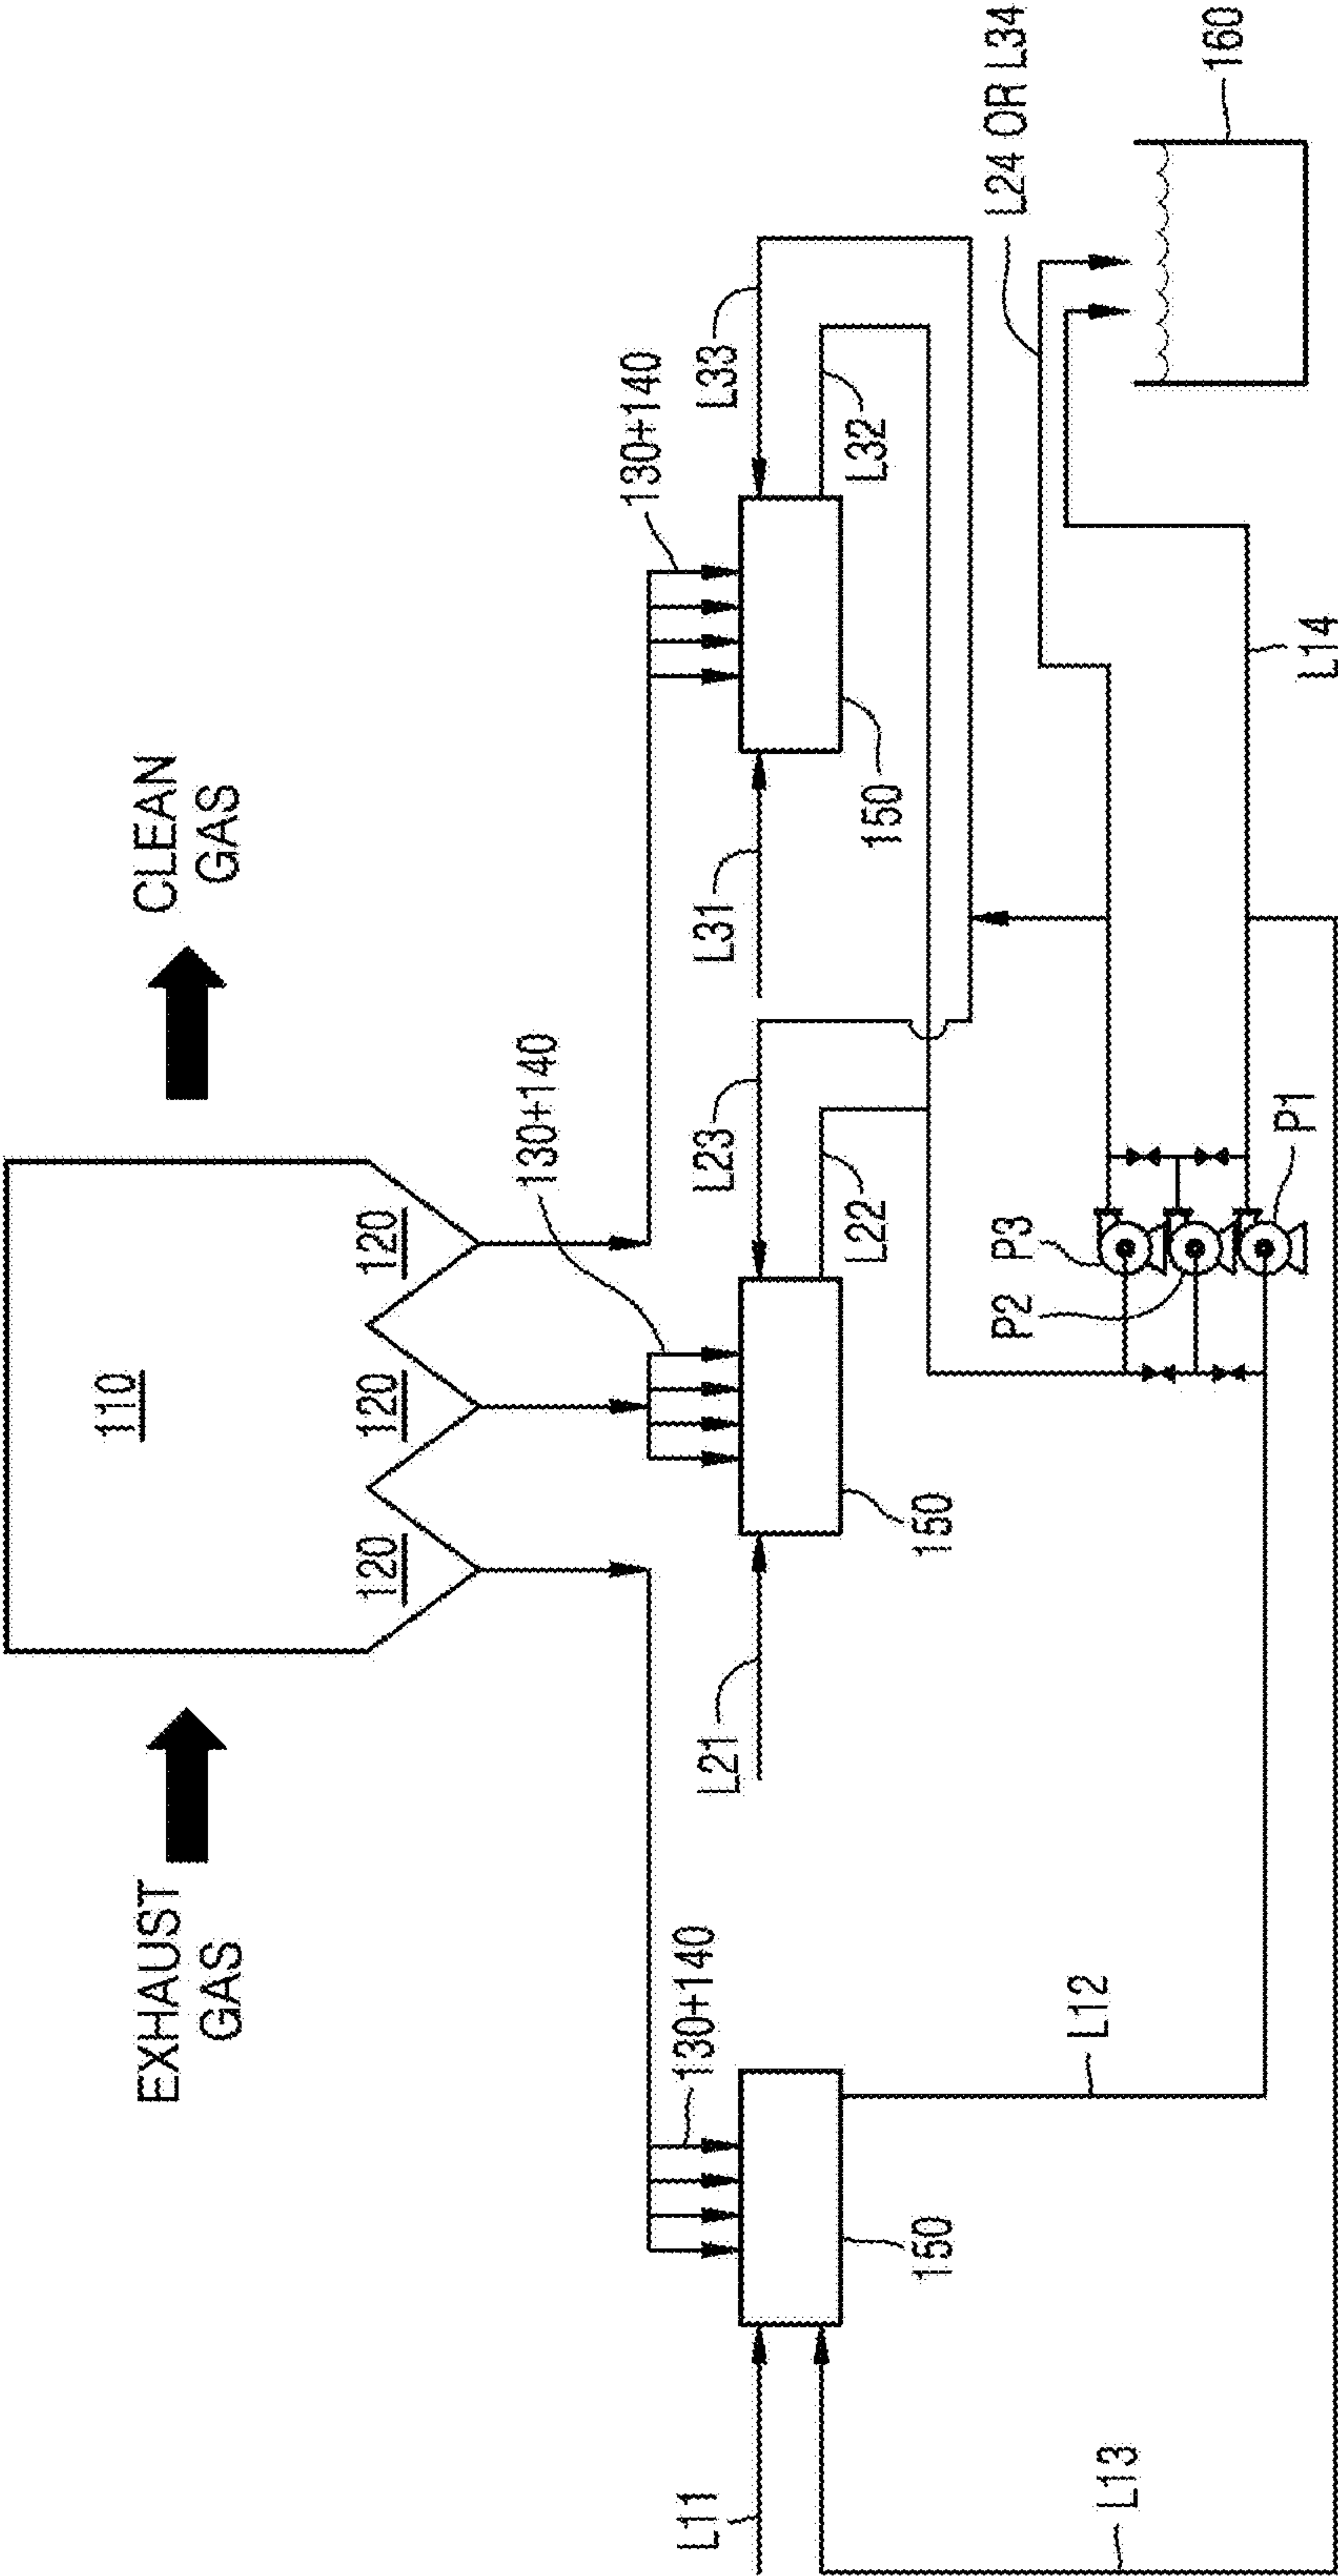 EXHAUST
GAS
CLEAN
GAS
110
120
120
120
130+140
130+140
130+140
L11
L21
L23
L31
L33
150
150
L22
150
L32
L13
L12
P2
P3
P1
L24 OR L34
L14
160